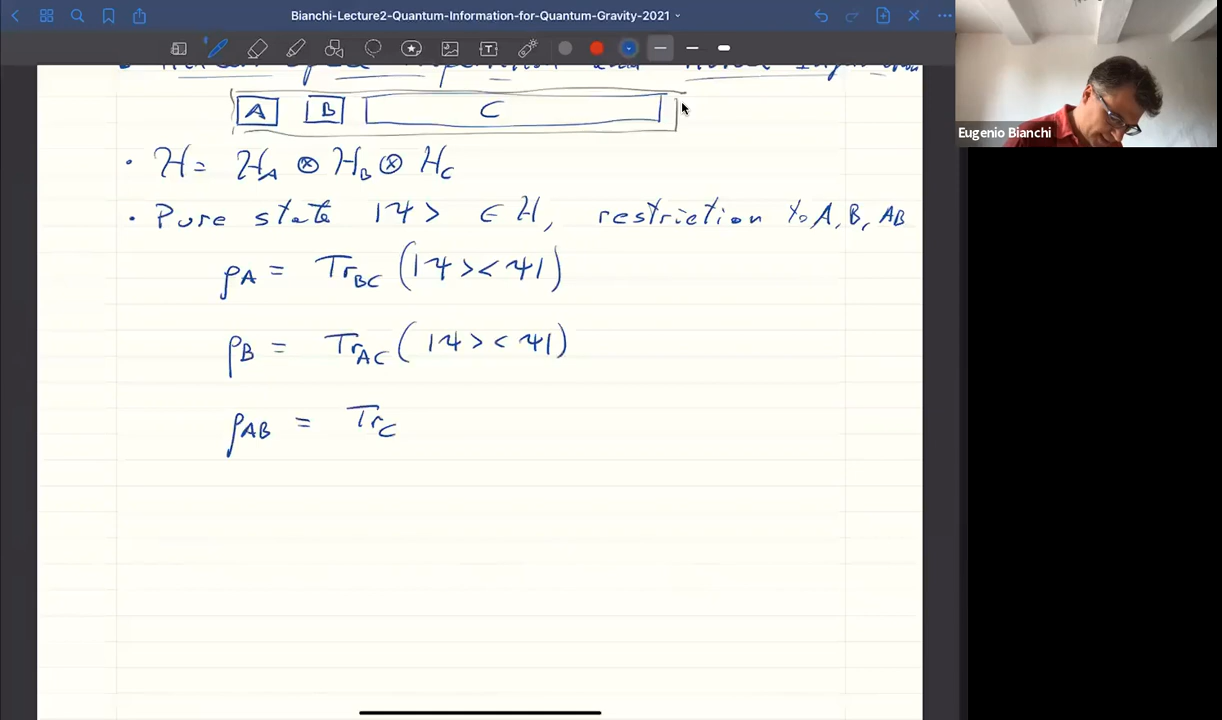 Bianchi-Lecture2-Quantum-Information-for-Quantum-Gravity-2021
Eugenio Bianchi
A B C
• H = H_A ⊗ H_B ⊗ H_C
• Pure state |ψ> ∈ H, restriction to A, B, AB
ρ_A = Tr_BC (|ψ><ψ|)
ρ_B = Tr_AC (|ψ><ψ|)
ρ_AB = Tr_C